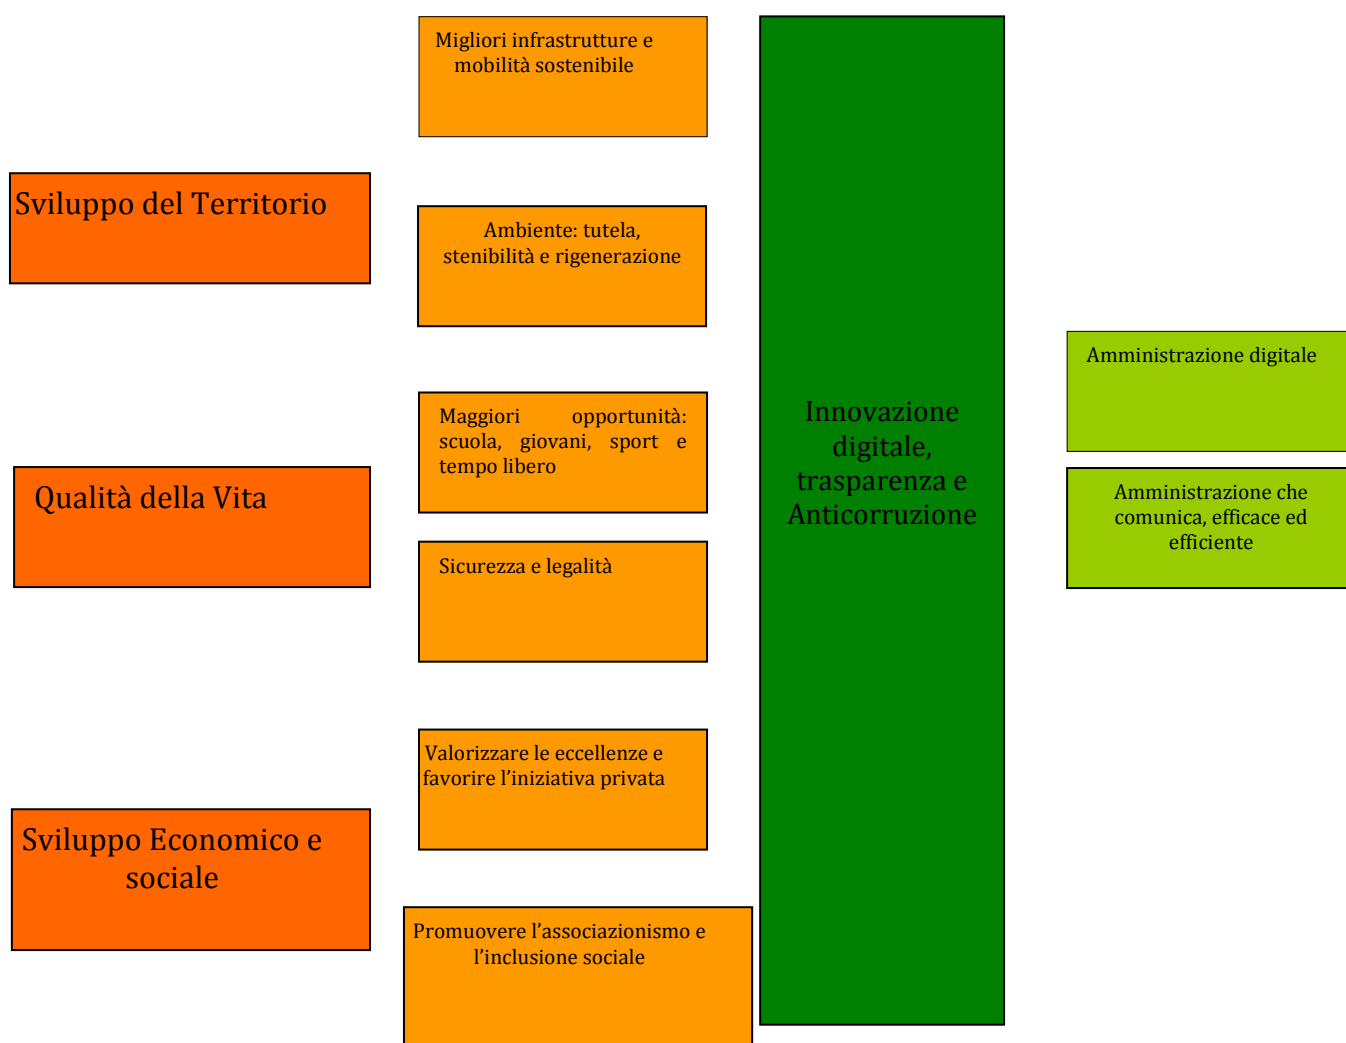 Migliori infrastrutture e
mobilità sostenibile
Sviluppo del Territorio
Ambiente: tutela,
stenibilità e rigenerazione
Maggiori opportunità:
scuola, giovani, sport e
tempo libero
Qualità della Vita
Sicurezza e legalità
Valorizzare le eccellenze e
favorire l’iniziativa privata
Sviluppo Economico e
sociale
Promuovere l’associazionismo e
l’inclusione sociale
Innovazione
digitale,
trasparenza e
Anticorruzione
Amministrazione digitale
Amministrazione che
comunica, efficace ed
efficiente